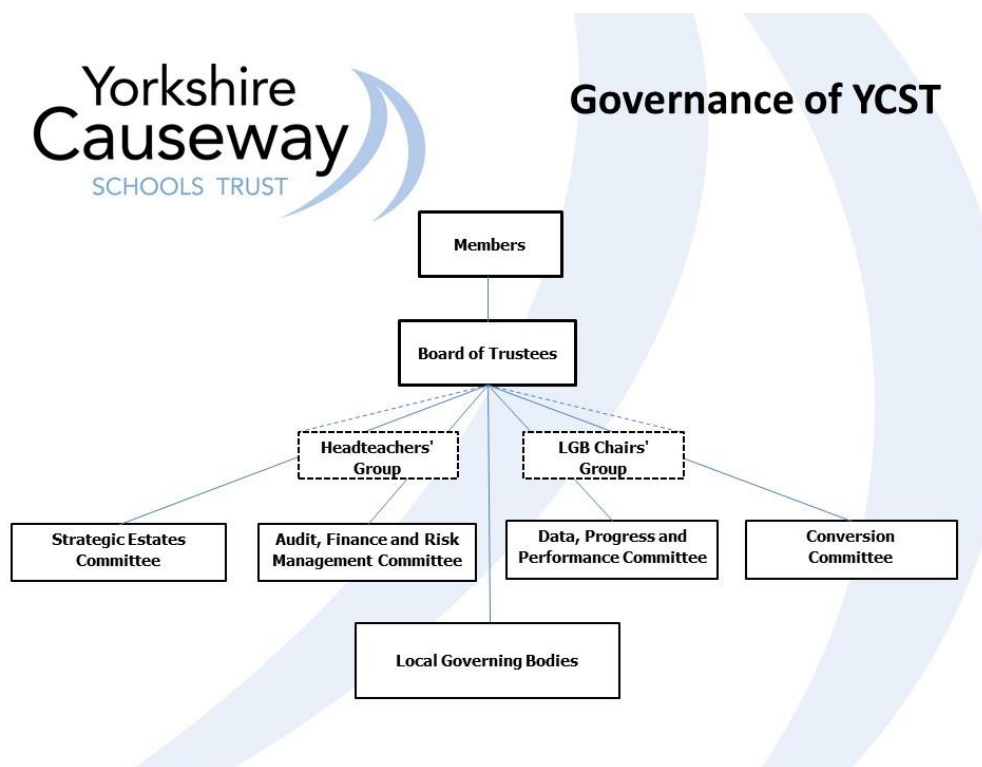 Yorkshire
Causeway
SCHOOLS TRUST
Governance of YCST
Members
Board of Trustees
Headteachers'
Group
LGB Chairs'
Group
Strategic Estates
Committee
Audit, Finance and Risk
Management Committee
Data, Progress and
Performance Committee
Conversion
Committee
Local Governing Bodies